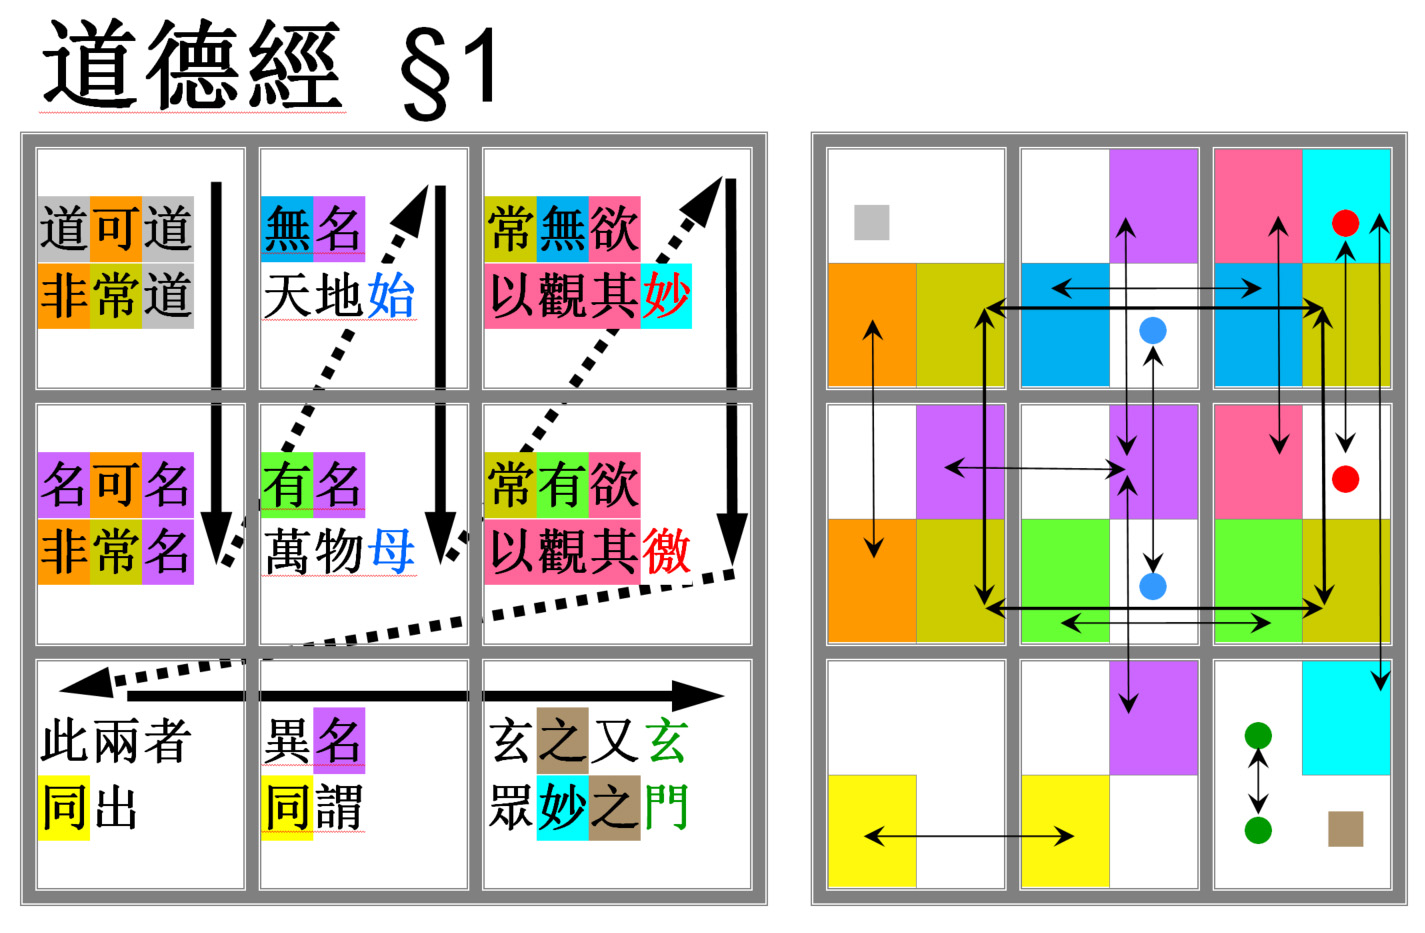 道德經 §1
道可道
非常道
名可名
非常名
無名
天地始
有名
萬物母
常無欲
以觀其妙
常有欲
以觀其徼
此兩者
同出
異名
同謂
玄之又玄
眾妙之門